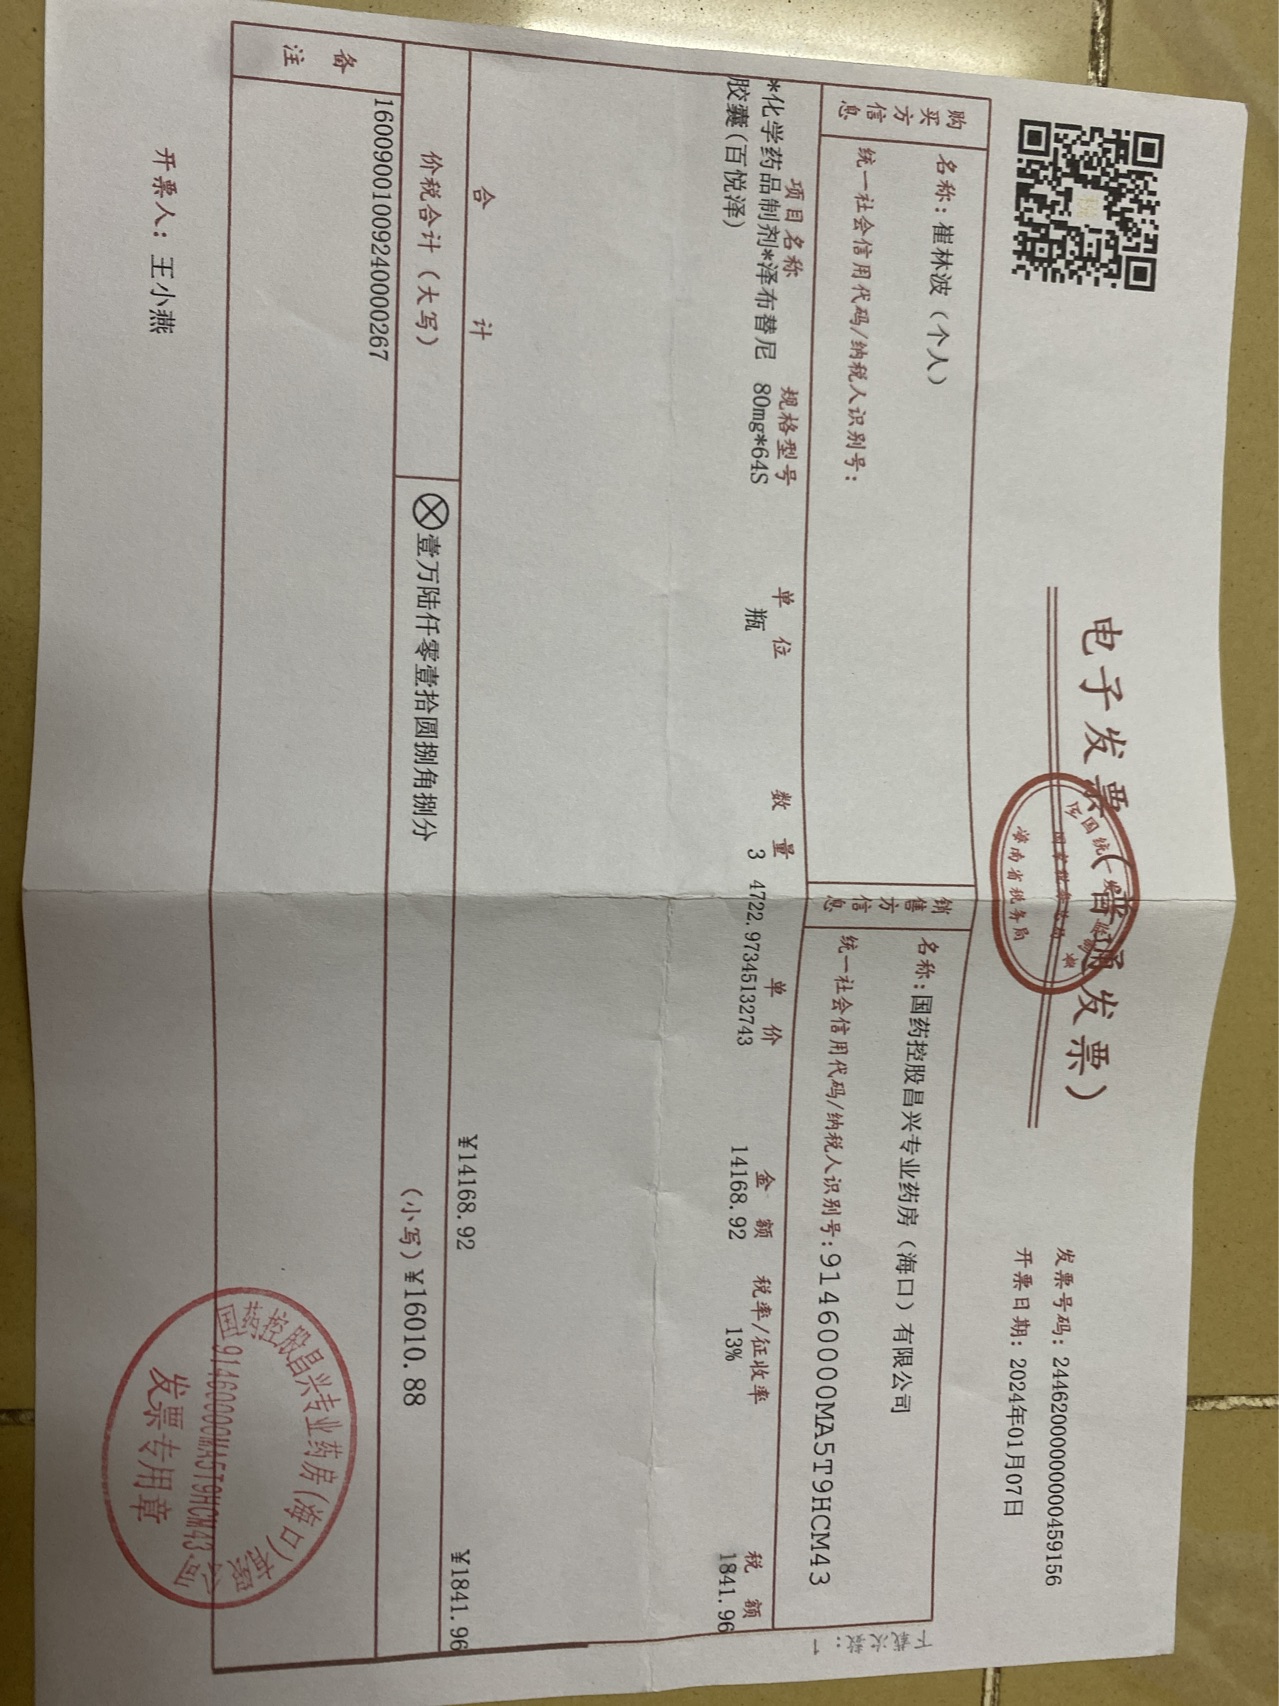 电子发票（普通发票）
全国统一发票监制章
国家税务总局
海南省税务局
税
发票号码：24462000000000459156
开票日期：2024年01月07日
下载次数：1
购买方信息
名称：崔林波（个人）
统一社会信用代码/纳税人识别号：
销售方信息
名称：国药控股昌兴专业药房（海口）有限公司
统一社会信用代码/纳税人识别号：91460000MA5T9HCM43
项目名称 规格型号 单位 数量 单价 金额 税率/征收率 税额
*化学药品制剂*泽布替尼 80mg*64S 瓶 3 4722.97345132743 14168.92 13% 1841.96
胶囊(百悦泽)
合计 ¥14168.92 ¥1841.96
价税合计（大写） ⊗壹万陆仟零壹拾圆捌角捌分 （小写）¥16010.88
备注
16009001009240000267
国药控股昌兴专业药房(海口)有限公司
91460000MA5T9HCM43
发票专用章
开票人：王小燕